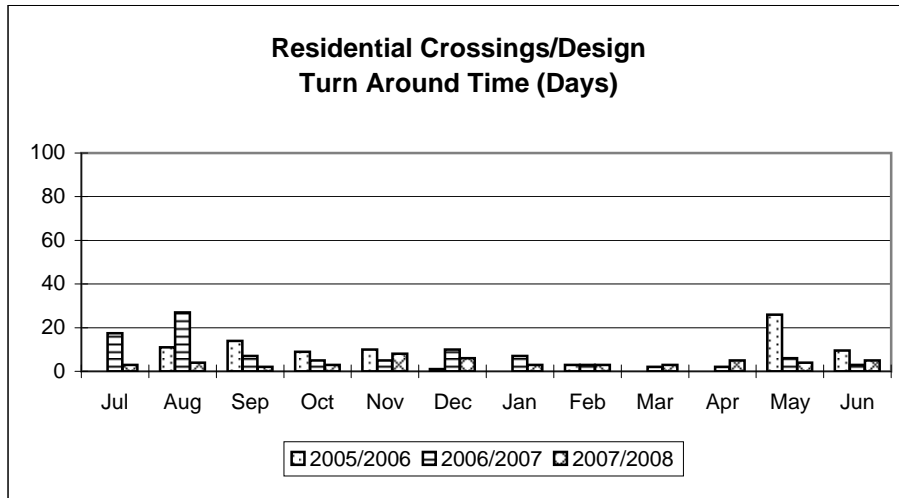 Residential Crossings/Design
Turn Around Time (Days)
100
80
60
40
20
0
Jul Aug Sep Oct Nov Dec Jan Feb Mar Apr May Jun
2005/2006 2006/2007 2007/2008